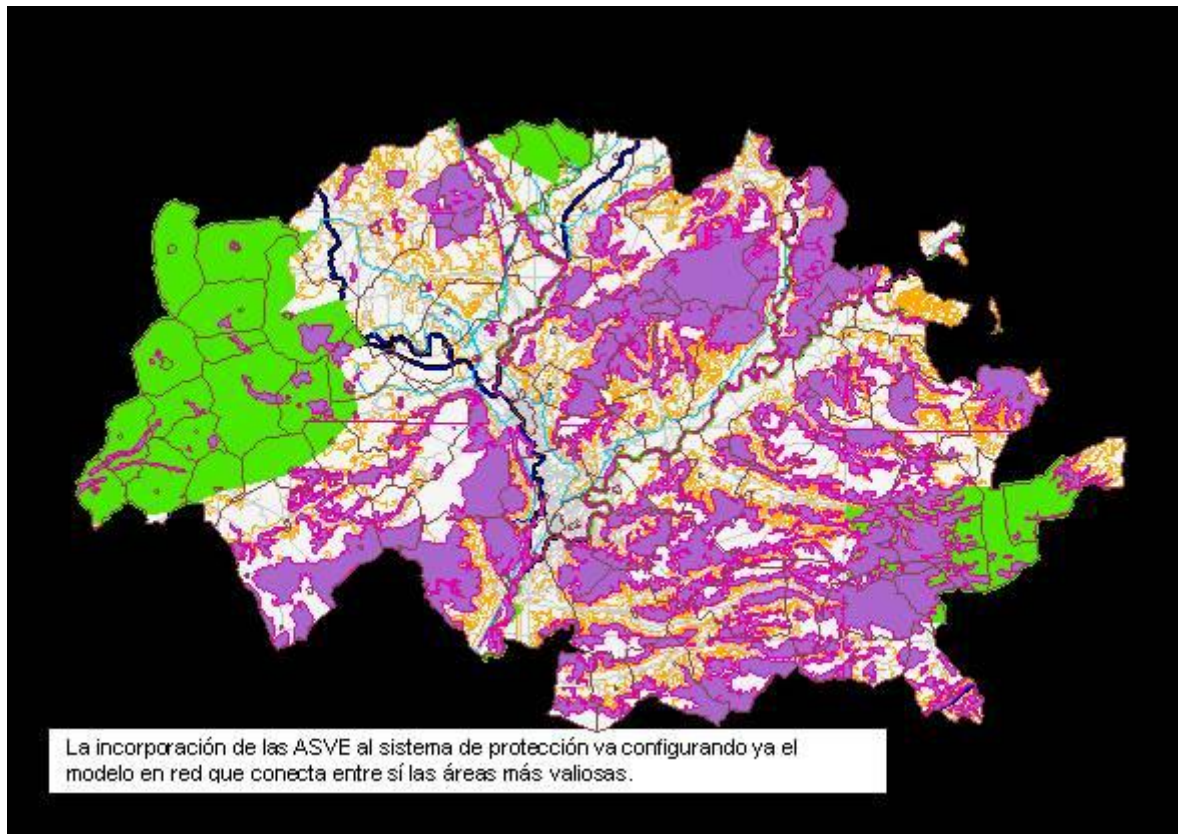 La incorporación de las ASVE al sistema de protección va configurando ya el
modelo en red que conecta entre sí las áreas más valiosas.